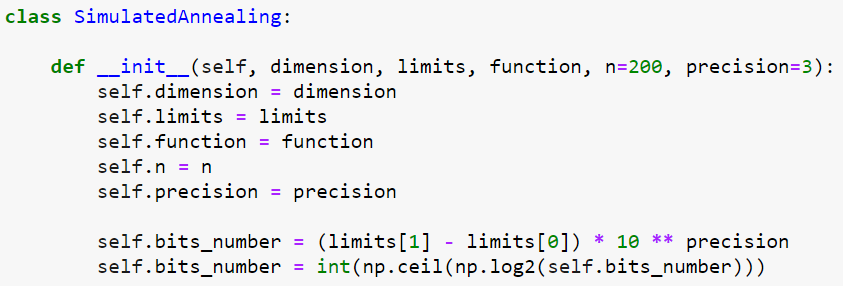 class SimulatedAnnealing:
def __init__(self, dimension, limits, function, n=200, precision=3):
self.dimension = dimension
self.limits = limits
self.function = function
self.n = n
self.precision = precision
self.bits_number = (limits[1] - limits[0]) * 10 ** precision
self.bits_number = int(np.ceil(np.log2(self.bits_number)))